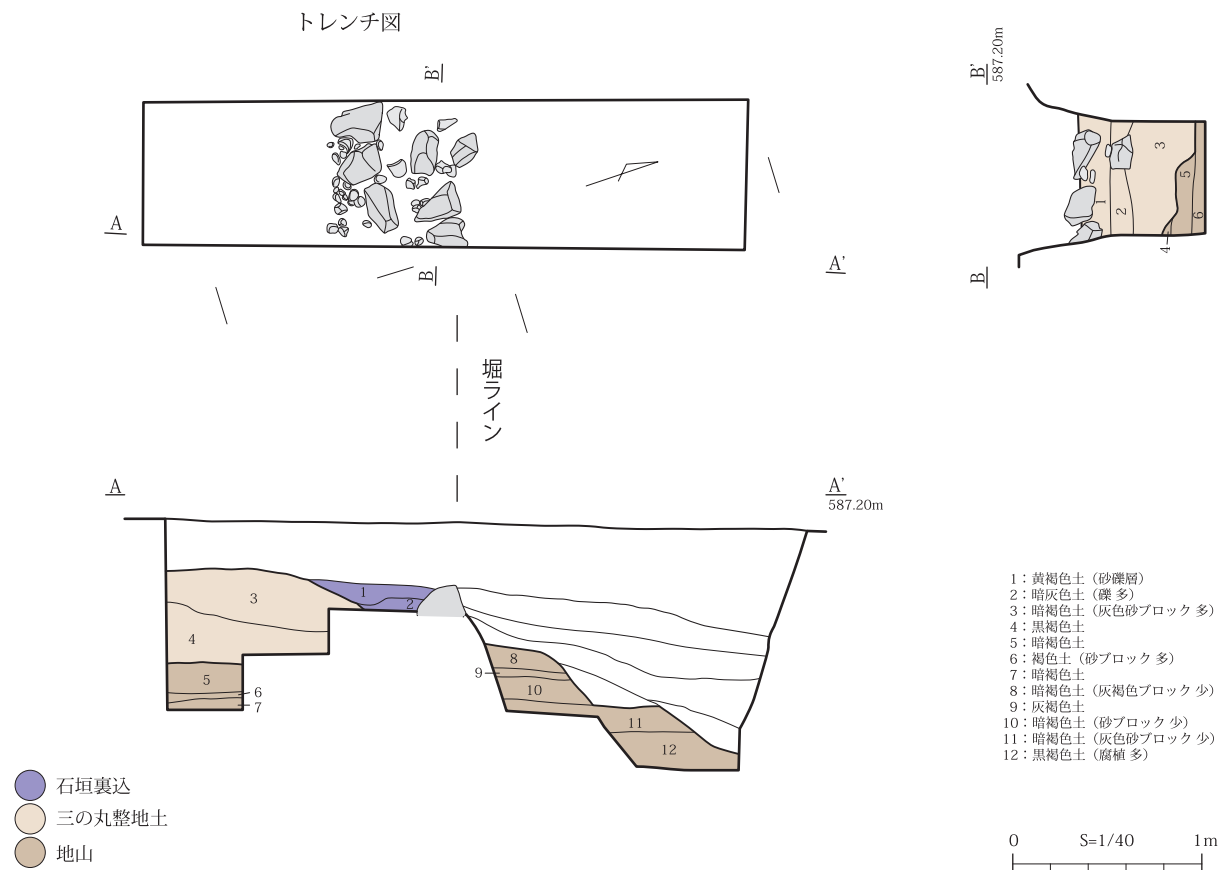 トレンチ図
B'
B'
587.20m
A
A'
B
B
1
2
3
4
5
6
堀ライン
A
A'
587.20m
1
2
3
4
5
6
7
8
9
10
11
12
1：黄褐色土（砂礫層）
2：暗灰色土（礫 多）
3：暗褐色土（灰色砂ブロック 多）
4：黒褐色土
5：暗褐色土
6：褐色土（砂ブロック 多）
7：暗褐色土
8：暗褐色土（灰褐色ブロック 少）
9：灰褐色土
10：暗褐色土（砂ブロック 少）
11：暗褐色土（灰色砂ブロック 少）
12：黒褐色土（腐植 多）
石垣裏込
三の丸整地土
地山
0 S=1/40 1m